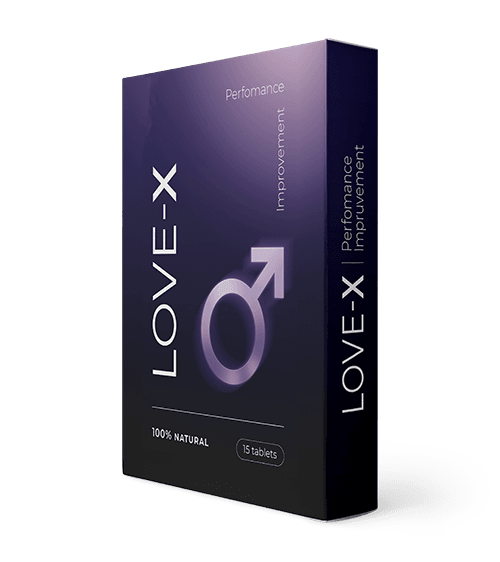 Perfomance
Improvement
LOVE-X
100% NATURAL
15 tablets
LOVE-X | Perfomance
Impruvement